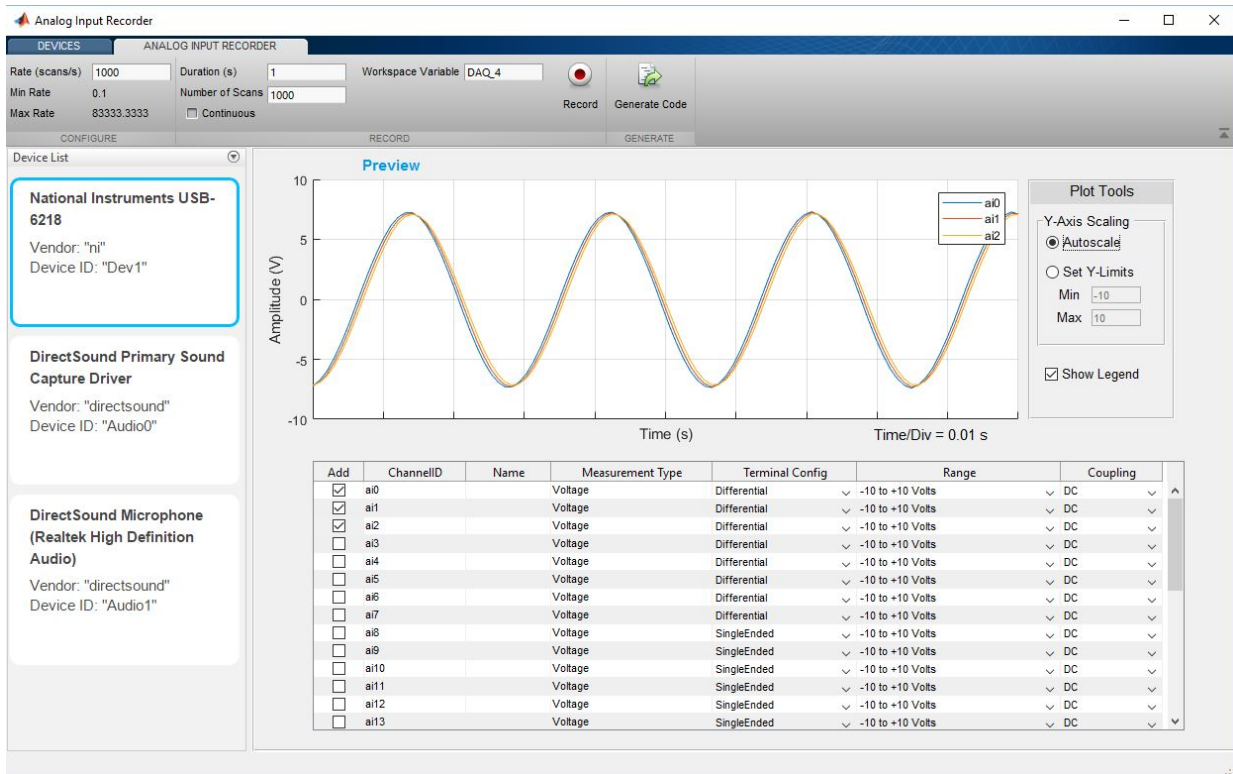 Analog Input Recorder
DEVICES
ANALOG INPUT RECORDER
Rate (scans/s) 1000
Min Rate 0.1
Max Rate 83333.3333
CONFIGURE
Duration (s) 1
Number of Scans 1000
Continuous
Workspace Variable DAQ_4
Record
RECORD
Generate Code
GENERATE
Device List
National Instruments USB-
6218
Vendor: "ni"
Device ID: "Dev1"
DirectSound Primary Sound
Capture Driver
Vendor: "directsound"
Device ID: "Audio0"
DirectSound Microphone
(Realtek High Definition
Audio)
Vendor: "directsound"
Device ID: "Audio1"
Preview
10
5
0
-5
-10
Amplitude (V)
ai0
ai1
ai2
Time (s)
Time/Div = 0.01 s
Plot Tools
Y-Axis Scaling
Autoscale
Set Y-Limits
Min -10
Max 10
Show Legend
Add ChannelID Name Measurement Type Terminal Config Range Coupling
ai0 Voltage Differential -10 to +10 Volts DC
ai1 Voltage Differential -10 to +10 Volts DC
ai2 Voltage Differential -10 to +10 Volts DC
ai3 Voltage Differential -10 to +10 Volts DC
ai4 Voltage Differential -10 to +10 Volts DC
ai5 Voltage Differential -10 to +10 Volts DC
ai6 Voltage Differential -10 to +10 Volts DC
ai7 Voltage Differential -10 to +10 Volts DC
ai8 Voltage SingleEnded -10 to +10 Volts DC
ai9 Voltage SingleEnded -10 to +10 Volts DC
ai10 Voltage SingleEnded -10 to +10 Volts DC
ai11 Voltage SingleEnded -10 to +10 Volts DC
ai12 Voltage SingleEnded -10 to +10 Volts DC
ai13 Voltage SingleEnded -10 to +10 Volts DC